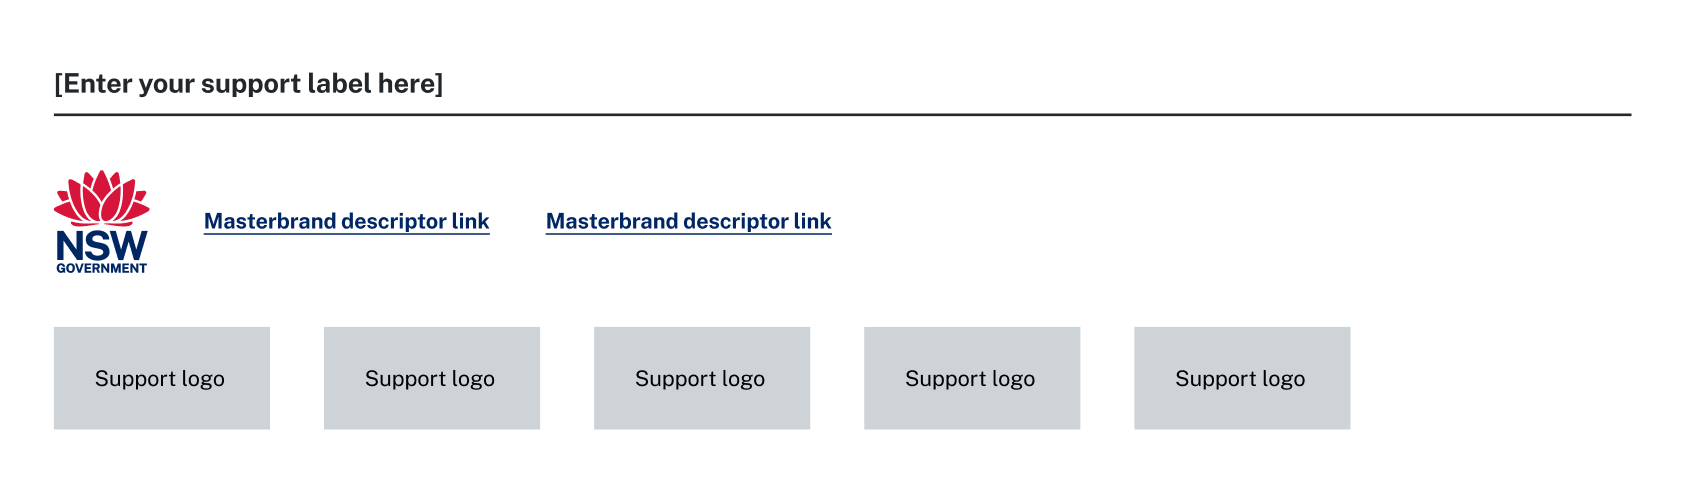 [Enter your support label here]
NSW
GOVERNMENT
Masterbrand descriptor link
Masterbrand descriptor link
Support logo
Support logo
Support logo
Support logo
Support logo